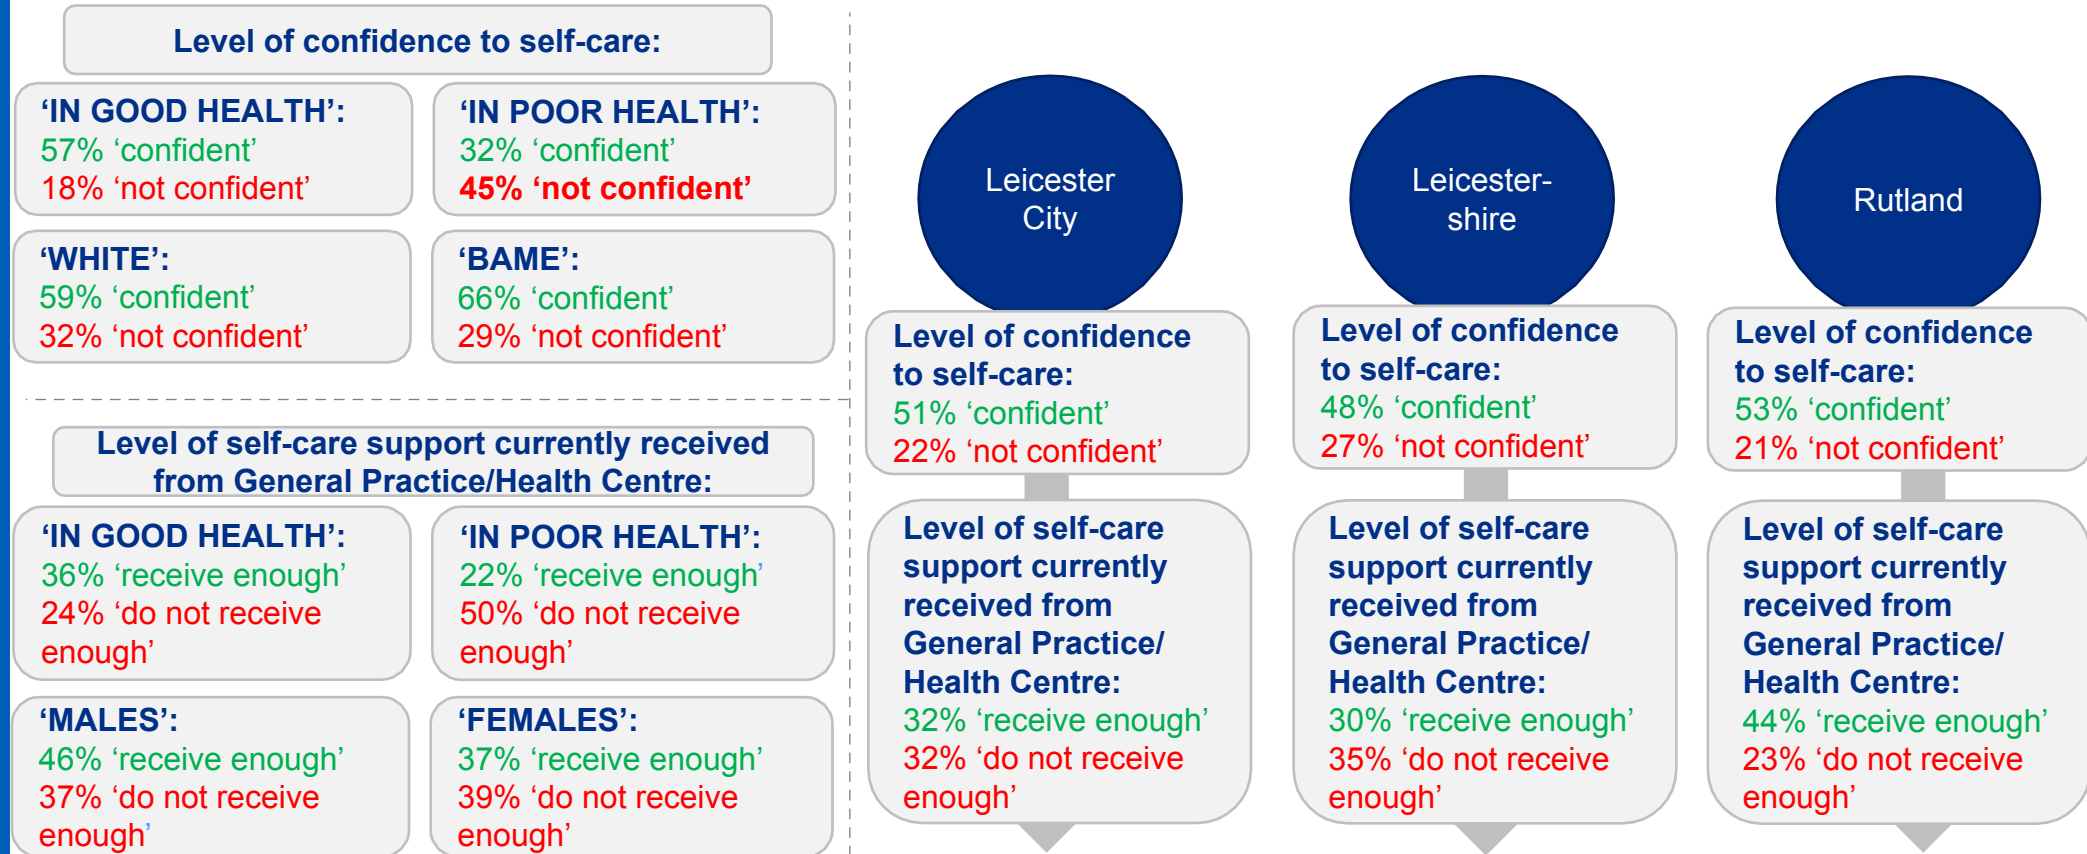 Level of confidence to self-care:
‘IN GOOD HEALTH’:
57% ‘confident’
18% ‘not confident’
‘IN POOR HEALTH’:
32% ‘confident’
45% ‘not confident’
‘WHITE’:
59% ‘confident’
32% ‘not confident’
‘BAME’:
66% ‘confident’
29% ‘not confident’
Level of self-care support currently received
from General Practice/Health Centre:
‘IN GOOD HEALTH’:
36% ‘receive enough’
24% ‘do not receive
enough’
‘IN POOR HEALTH’:
22% ‘receive enough’
50% ‘do not receive
enough’
‘MALES’:
46% ‘receive enough’
37% ‘do not receive
enough’
‘FEMALES’:
37% ‘receive enough’
39% ‘do not receive
enough’
Leicester
City
Level of confidence
to self-care:
51% ‘confident’
22% ‘not confident’
Level of self-care
support currently
received from
General Practice/
Health Centre:
32% ‘receive enough’
32% ‘do not receive
enough’
Leicester-
shire
Level of confidence
to self-care:
48% ‘confident’
27% ‘not confident’
Level of self-care
support currently
received from
General Practice/
Health Centre:
30% ‘receive enough’
35% ‘do not receive
enough’
Rutland
Level of confidence
to self-care:
53% ‘confident’
21% ‘not confident’
Level of self-care
support currently
received from
General Practice/
Health Centre:
44% ‘receive enough’
23% ‘do not receive
enough’